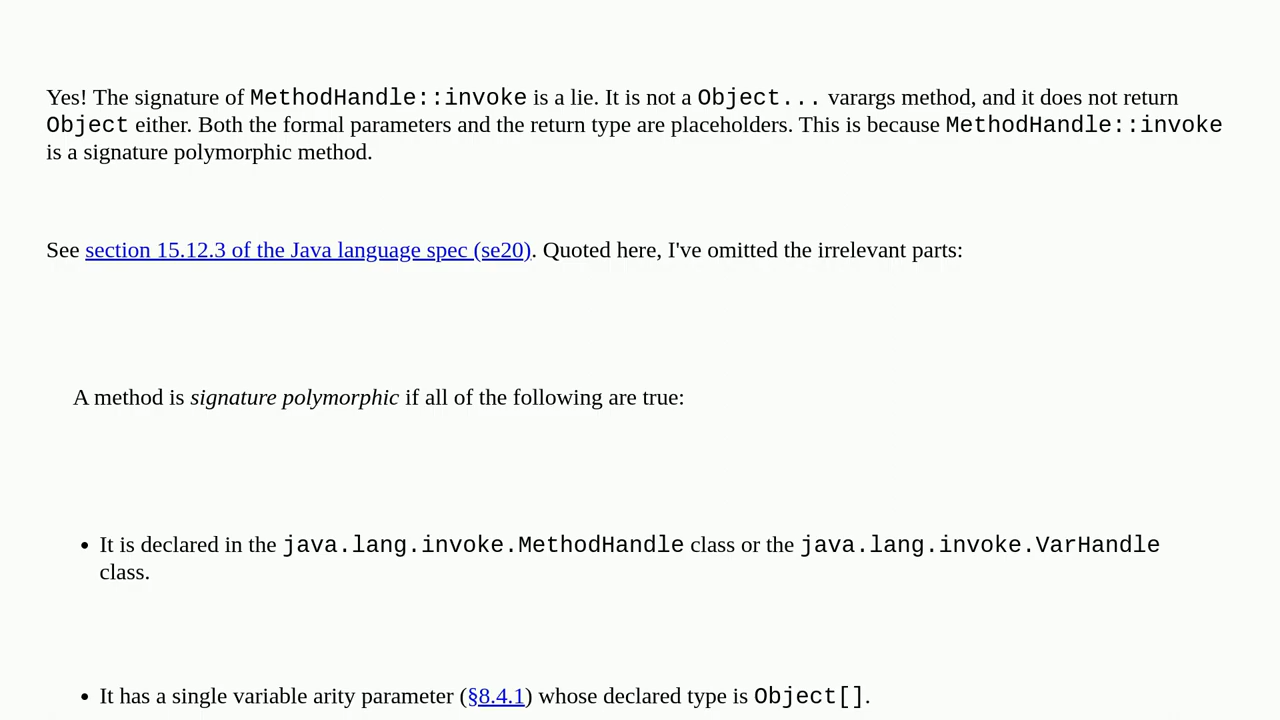 Yes! The signature of MethodHandle::invoke is a lie. It is not a Object... varargs method, and it does not return
Object either. Both the formal parameters and the return type are placeholders. This is because MethodHandle::invoke
is a signature polymorphic method.
See section 15.12.3 of the Java language spec (se20). Quoted here, I've omitted the irrelevant parts:
A method is signature polymorphic if all of the following are true:
• It is declared in the java.lang.invoke.MethodHandle class or the java.lang.invoke.VarHandle
class.
• It has a single variable arity parameter (§8.4.1) whose declared type is Object[].